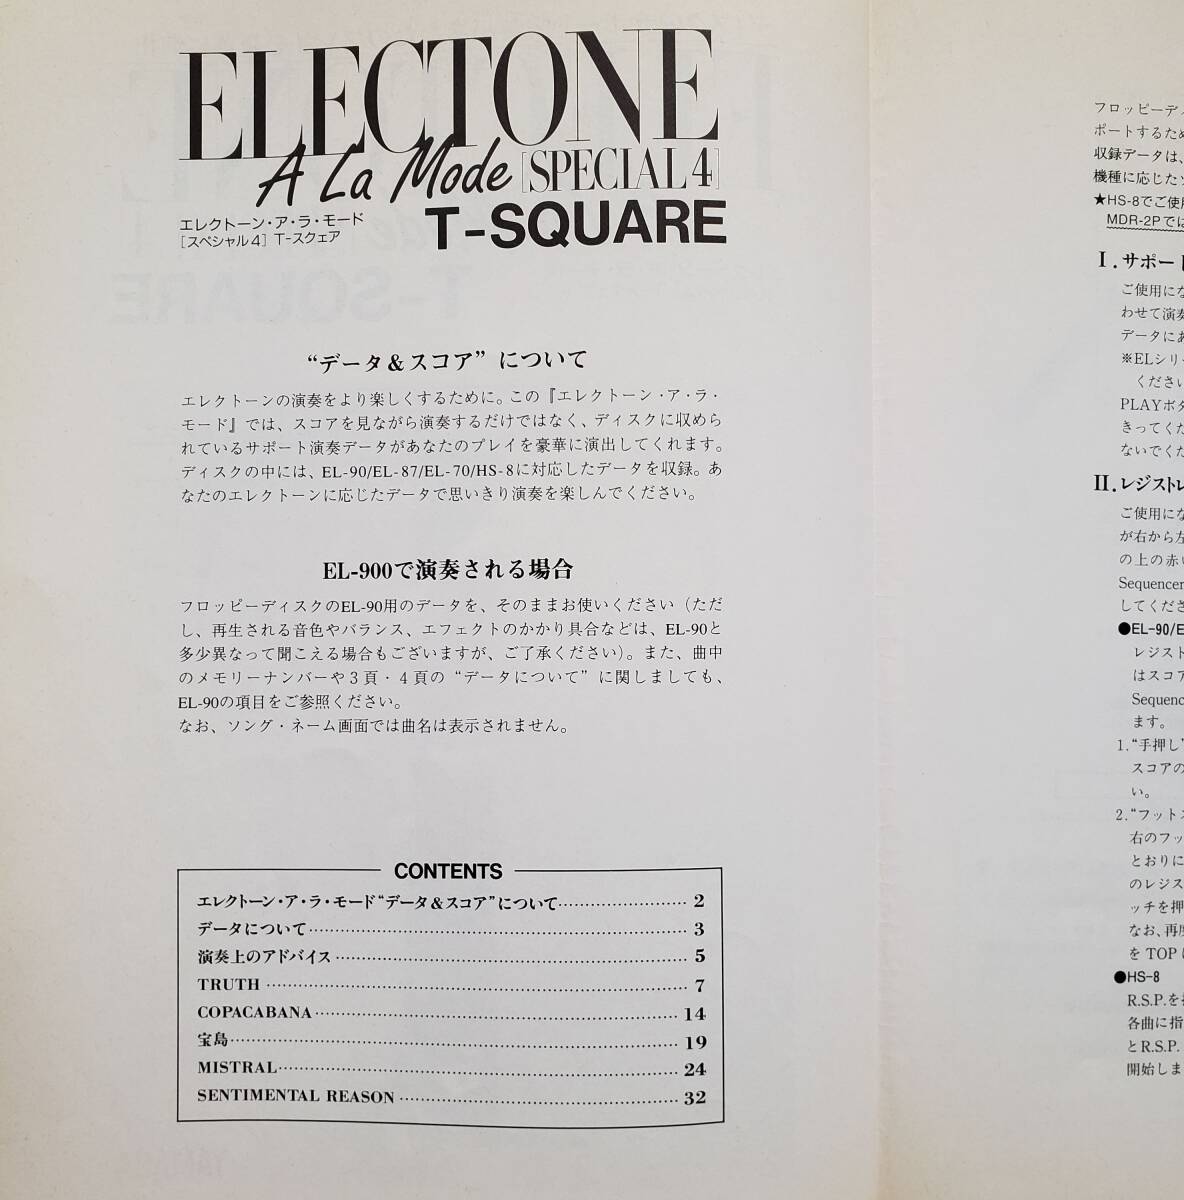 ELECTONE
A La Mode [SPECIAL 4]
エレクトーン・ア・ラ・モード
[スペシャル4] T-スクェア
T-SQUARE
“データ&スコア” について
エレクトーンの演奏をより楽しくするために。この『エレクトーン・ア・ラ・
モード』では、スコアを見ながら演奏するだけではなく、ディスクに収めら
れているサポート演奏データがあなたのプレイを豪華に演出してくれます。
ディスクの中には、EL-90/EL-87/EL-70/HS-8に対応したデータを収録。あ
なたのエレクトーンに応じたデータで思いきり演奏を楽しんでください。
EL-900で演奏される場合
フロッピーディスクのEL-90用のデータを、そのままお使いください（ただ
し、再生される音色やバランス、エフェクトのかかり具合などは、EL-90と
多少異なって聞こえる場合もございますが、ご了承ください）。また、曲中
のメモリーナンバーや3頁・4頁の “データについて” に関しましても、
EL-90の項目をご参照ください。
なお、ソング・ネーム画面では曲名は表示されません。
CONTENTS
エレクトーン・ア・ラ・モード“データ&スコア”について 2
データについて 3
演奏上のアドバイス 5
TRUTH 7
COPACABANA 14
宝島 19
MISTRAL 24
SENTIMENTAL REASON 32
フロッピーディ
ポートするため
収録データは、
機種に応じたソ
★HS-8でご使用
MDR-2Pでは
I.サポート
ご使用にな
わせて演奏
データにあ
※ELシリー
ください
PLAYボタ
きってくだ
ないでくだ
II.レジストレ
ご使用にな
が右から左
の上の赤い
Sequencer
してくださ
●EL-90/E
レジスト
はスコア
Sequenc
ます。
1.“手押し”
スコアの
い。
2.“フットス
右のフッ
とおりに
のレジス
ッチを押
なお、再度
を TOP に
●HS-8
R.S.P.を押
各曲に指
とR.S.P.
開始しま